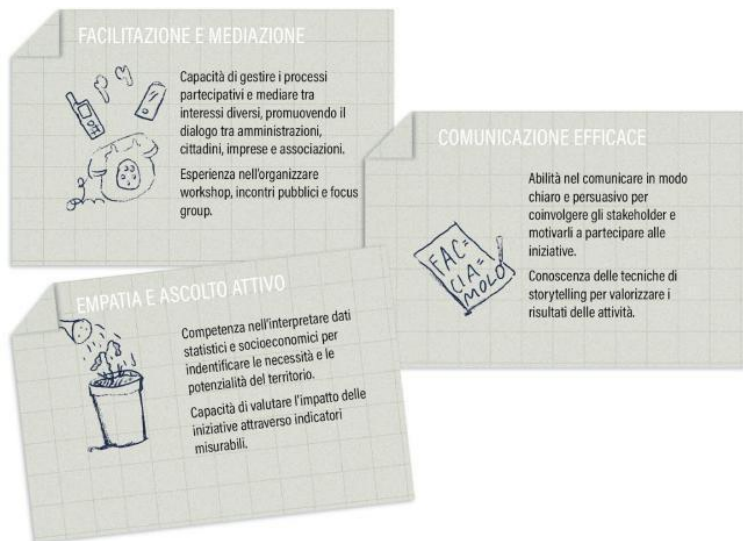 FACILITAZIONE E MEDIAZIONE
Capacità di gestire i processi
partecipativi e mediare tra
interessi diversi, promuovendo il
dialogo tra amministrazioni,
cittadini, imprese e associazioni.
Esperienza nell'organizzare
workshop, incontri pubblici e focus
group.
COMUNICAZIONE EFFICACE
Abilità nel comunicare in modo
chiaro e persuasivo per
coinvolgere gli stakeholder e
motivarli a partecipare alle
iniziative.
Conoscenza delle tecniche di
storytelling per valorizzare i
risultati delle attività.
FAC=
CIA=
MOLO
EMPATIA E ASCOLTO ATTIVO
Competenza nell'interpretare dati
statistici e socioeconomici per
indentificare le necessità e le
potenzialità del territorio.
Capacità di valutare l'impatto delle
iniziative attraverso indicatori
misurabili.